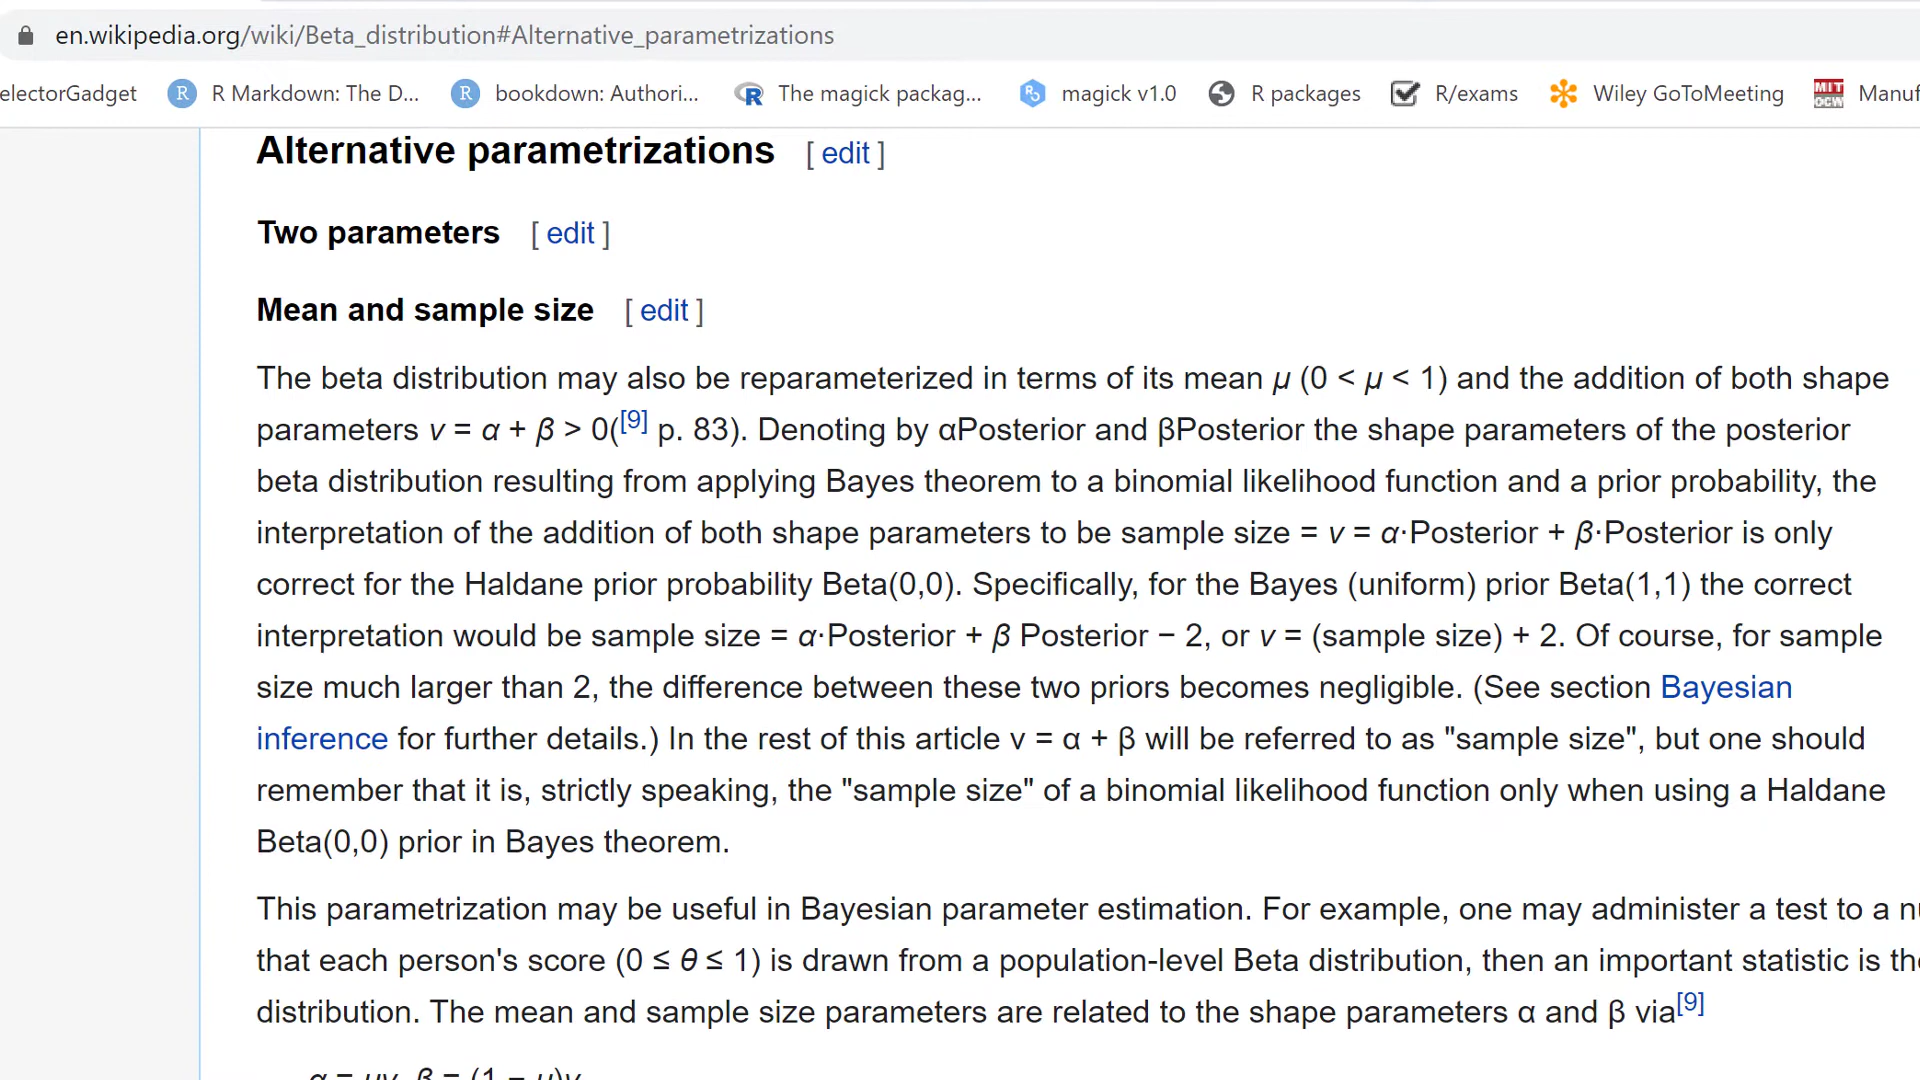 en.wikipedia.org/wiki/Beta_distribution#Alternative_parametrizations
electorGadget R R Markdown: The D... R bookdown: Authori... R The magick packag... magick v1.0 R packages R/exams Wiley GoToMeeting MIT OCW Manuf
Alternative parametrizations [ edit ]
Two parameters [ edit ]
Mean and sample size [ edit ]
The beta distribution may also be reparameterized in terms of its mean μ (0 < μ < 1) and the addition of both shape
parameters ν = α + β > 0([9] p. 83). Denoting by αPosterior and βPosterior the shape parameters of the posterior
beta distribution resulting from applying Bayes theorem to a binomial likelihood function and a prior probability, the
interpretation of the addition of both shape parameters to be sample size = ν = α·Posterior + β·Posterior is only
correct for the Haldane prior probability Beta(0,0). Specifically, for the Bayes (uniform) prior Beta(1,1) the correct
interpretation would be sample size = α·Posterior + β Posterior − 2, or ν = (sample size) + 2. Of course, for sample
size much larger than 2, the difference between these two priors becomes negligible. (See section Bayesian
inference for further details.) In the rest of this article ν = α + β will be referred to as "sample size", but one should
remember that it is, strictly speaking, the "sample size" of a binomial likelihood function only when using a Haldane
Beta(0,0) prior in Bayes theorem.
This parametrization may be useful in Bayesian parameter estimation. For example, one may administer a test to a nu
that each person's score (0 ≤ θ ≤ 1) is drawn from a population-level Beta distribution, then an important statistic is the
distribution. The mean and sample size parameters are related to the shape parameters α and β via[9]
α = μν, β = (1 − μ)ν